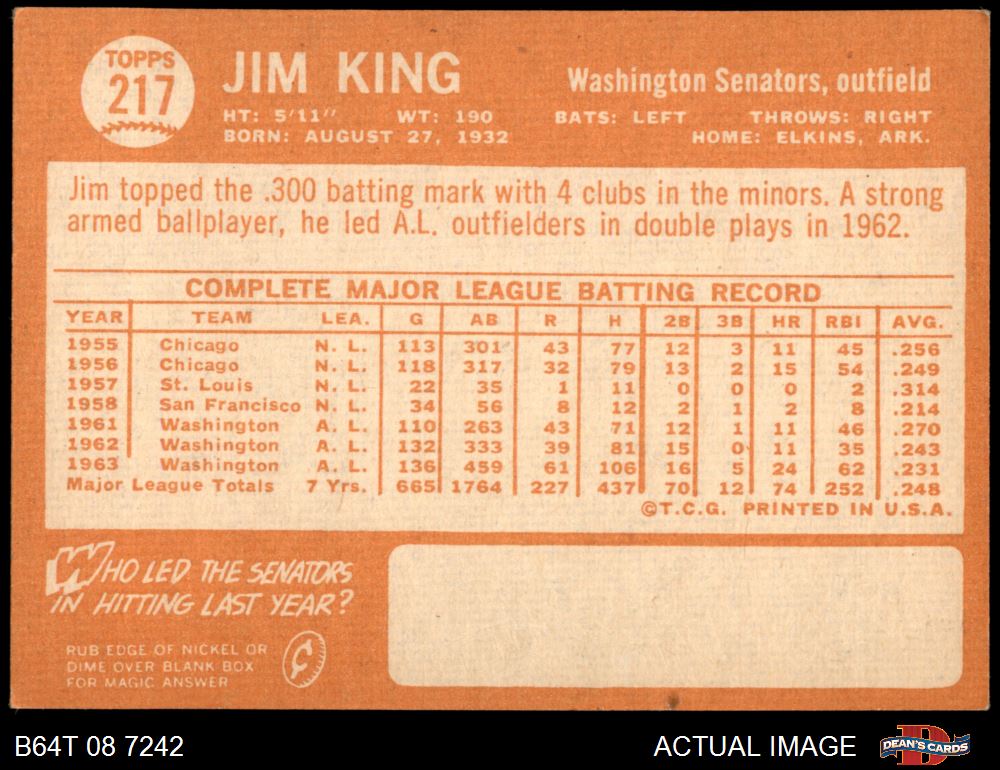 TOPPS
217
JIM KING
Washington Senators, outfield
HT: 5'11" WT: 190 BATS: LEFT THROWS: RIGHT
BORN: AUGUST 27, 1932 HOME: ELKINS, ARK.
Jim topped the .300 batting mark with 4 clubs in the minors. A strong
armed ballplayer, he led A.L. outfielders in double plays in 1962.
COMPLETE MAJOR LEAGUE BATTING RECORD
YEAR TEAM LEA. G AB R H 2B 3B HR RBI AVG.
1955 Chicago N. L. 113 301 43 77 12 3 11 45 .256
1956 Chicago N. L. 118 317 32 79 13 2 15 54 .249
1957 St. Louis N. L. 22 35 1 11 0 0 0 2 .314
1958 San Francisco N. L. 34 56 8 12 2 1 2 8 .214
1961 Washington A. L. 110 263 43 71 12 1 11 46 .270
1962 Washington A. L. 132 333 39 81 15 0 11 35 .243
1963 Washington A. L. 136 459 61 106 16 5 24 62 .231
Major League Totals 7 Yrs. 665 1764 227 437 70 12 74 252 .248
©T.C.G. PRINTED IN U.S.A.
WHO LED THE SENATORS
IN HITTING LAST YEAR?
RUB EDGE OF NICKEL OR
DIME OVER BLANK BOX
FOR MAGIC ANSWER
¢
B64T 08 7242
ACTUAL IMAGE
D
DEAN'S CARDS